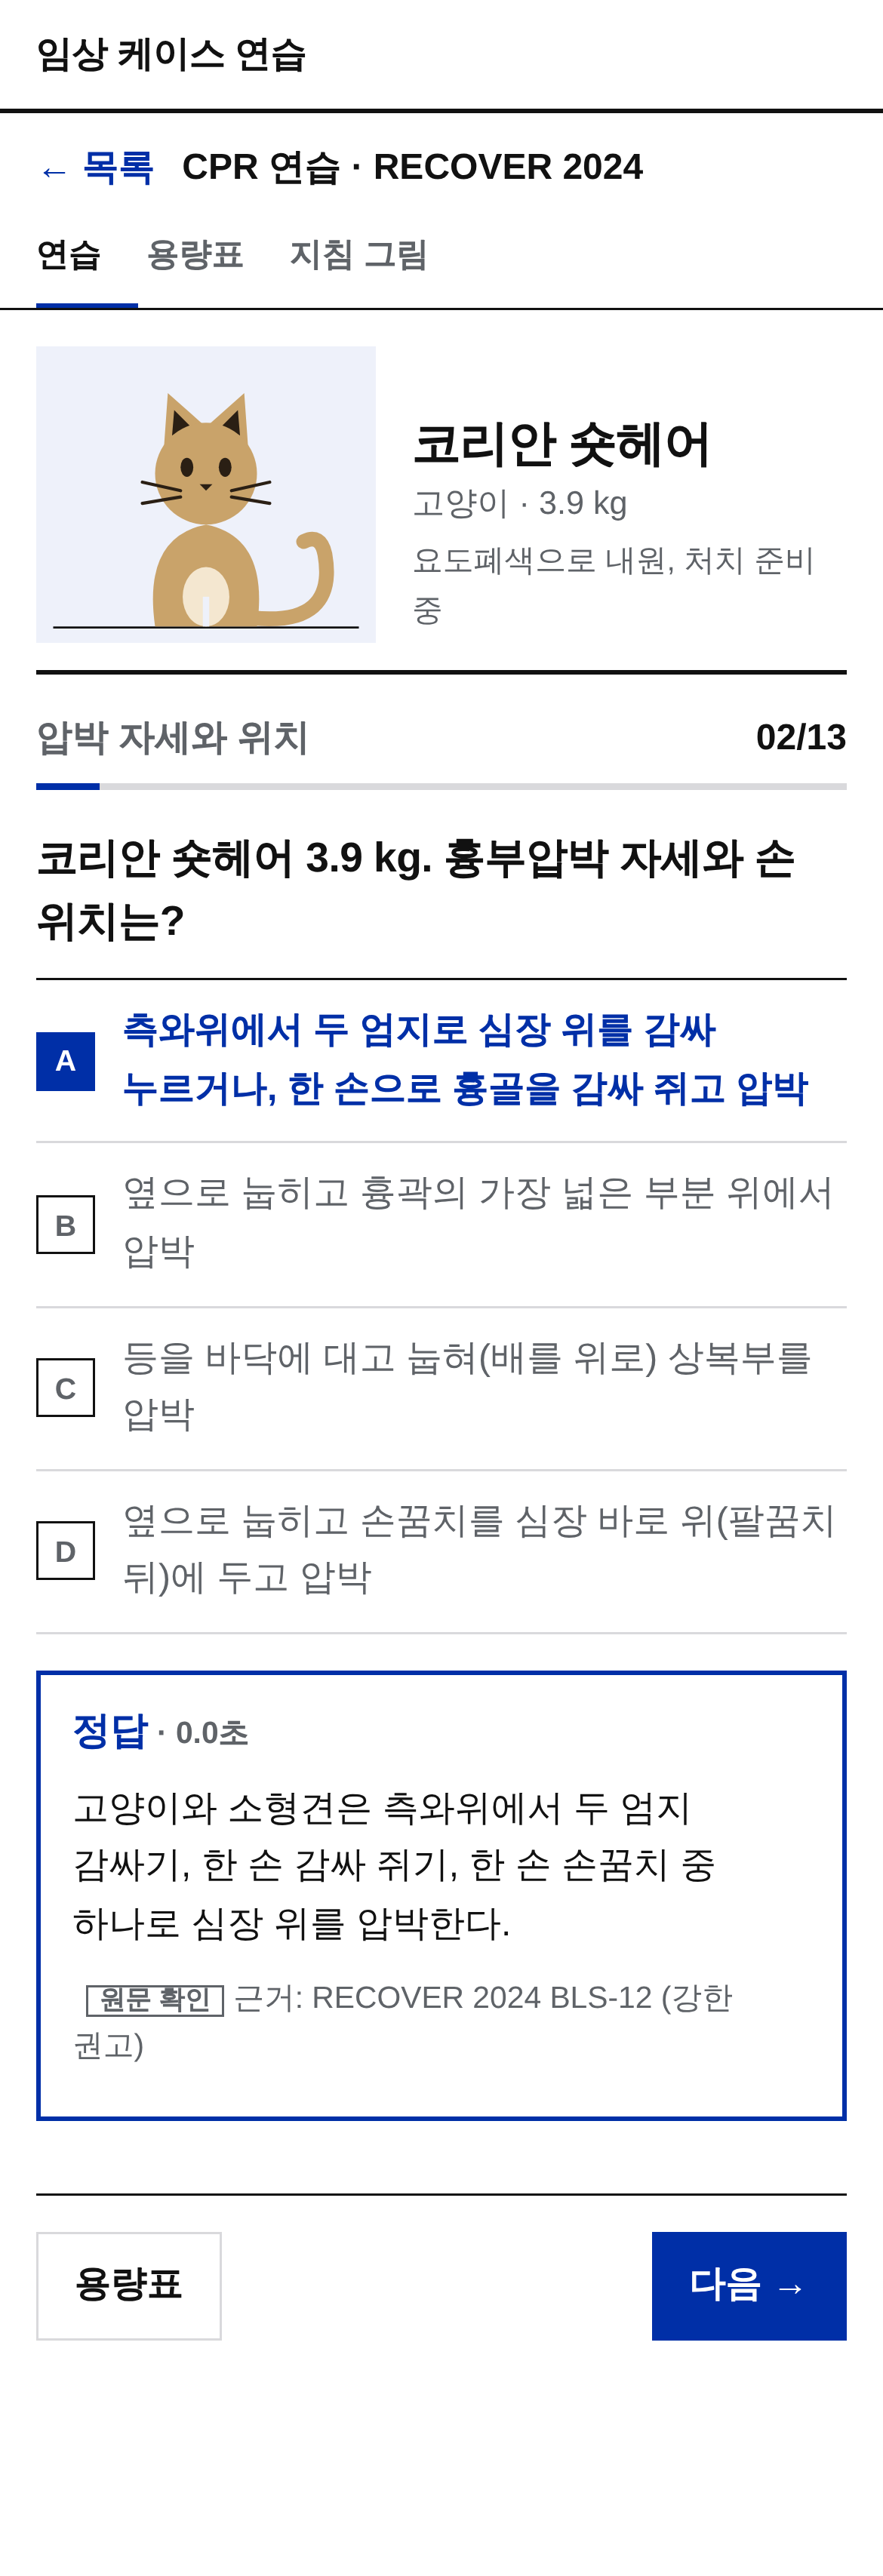 임상 케이스 연습
← 목록 CPR 연습 · RECOVER 2024
연습 용량표 지침 그림
코리안 숏헤어
고양이 · 3.9 kg
요도폐색으로 내원, 처치 준비
중
압박 자세와 위치 02/13
코리안 숏헤어 3.9 kg. 흉부압박 자세와 손
위치는?
A 측와위에서 두 엄지로 심장 위를 감싸
누르거나, 한 손으로 흉골을 감싸 쥐고 압박
B 옆으로 눕히고 흉곽의 가장 넓은 부분 위에서
압박
C 등을 바닥에 대고 눕혀(배를 위로) 상복부를
압박
D 옆으로 눕히고 손꿈치를 심장 바로 위(팔꿈치
뒤)에 두고 압박
정답 · 0.0초
고양이와 소형견은 측와위에서 두 엄지
감싸기, 한 손 감싸 쥐기, 한 손 손꿈치 중
하나로 심장 위를 압박한다.
원문 확인 근거: RECOVER 2024 BLS-12 (강한
권고)
용량표 다음 →